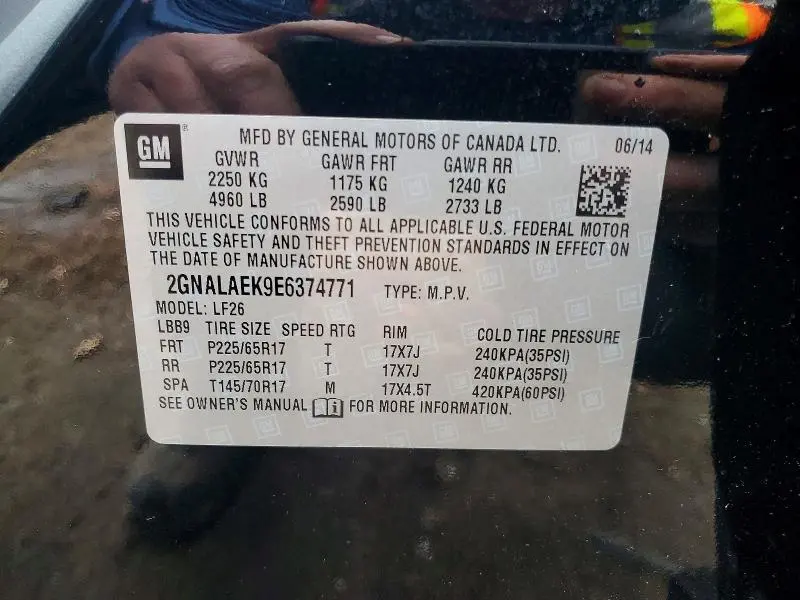 GM ® MFD BY GENERAL MOTORS OF CANADA LTD. 06/14
GVWR GAWR FRT GAWR RR
2250 KG 1175 KG 1240 KG
4960 LB 2590 LB 2733 LB
THIS VEHICLE CONFORMS TO ALL APPLICABLE U.S. FEDERAL MOTOR
VEHICLE SAFETY AND THEFT PREVENTION STANDARDS IN EFFECT ON
THE DATE OF MANUFACTURE SHOWN ABOVE.
2GNALAEK9E6374771 TYPE: M.P.V.
MODEL: LF26
LBB9 TIRE SIZE SPEED RTG RIM COLD TIRE PRESSURE
FRT P225/65R17 T 17X7J 240KPA(35PSI)
RR P225/65R17 T 17X7J 240KPA(35PSI)
SPA T145/70R17 M 17X4.5T 420KPA(60PSI)
SEE OWNER'S MANUAL FOR MORE INFORMATION.